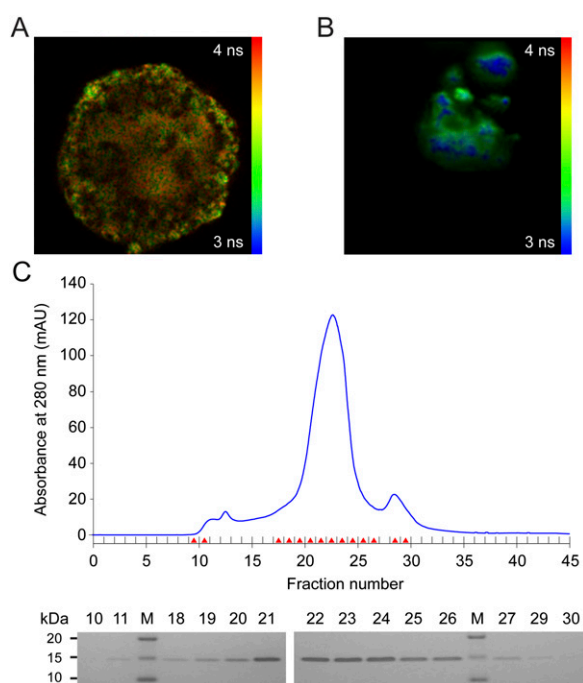 A
B
4 ns
4 ns
3 ns
3 ns
C
Absorbance at 280 nm (mAU)
140
120
100
80
60
40
20
0
0 5 10 15 20 25 30 35 40 45
Fraction number
kDa 10 11 M 18 19 20 21 22 23 24 25 26 M 27 29 30
20
15
10